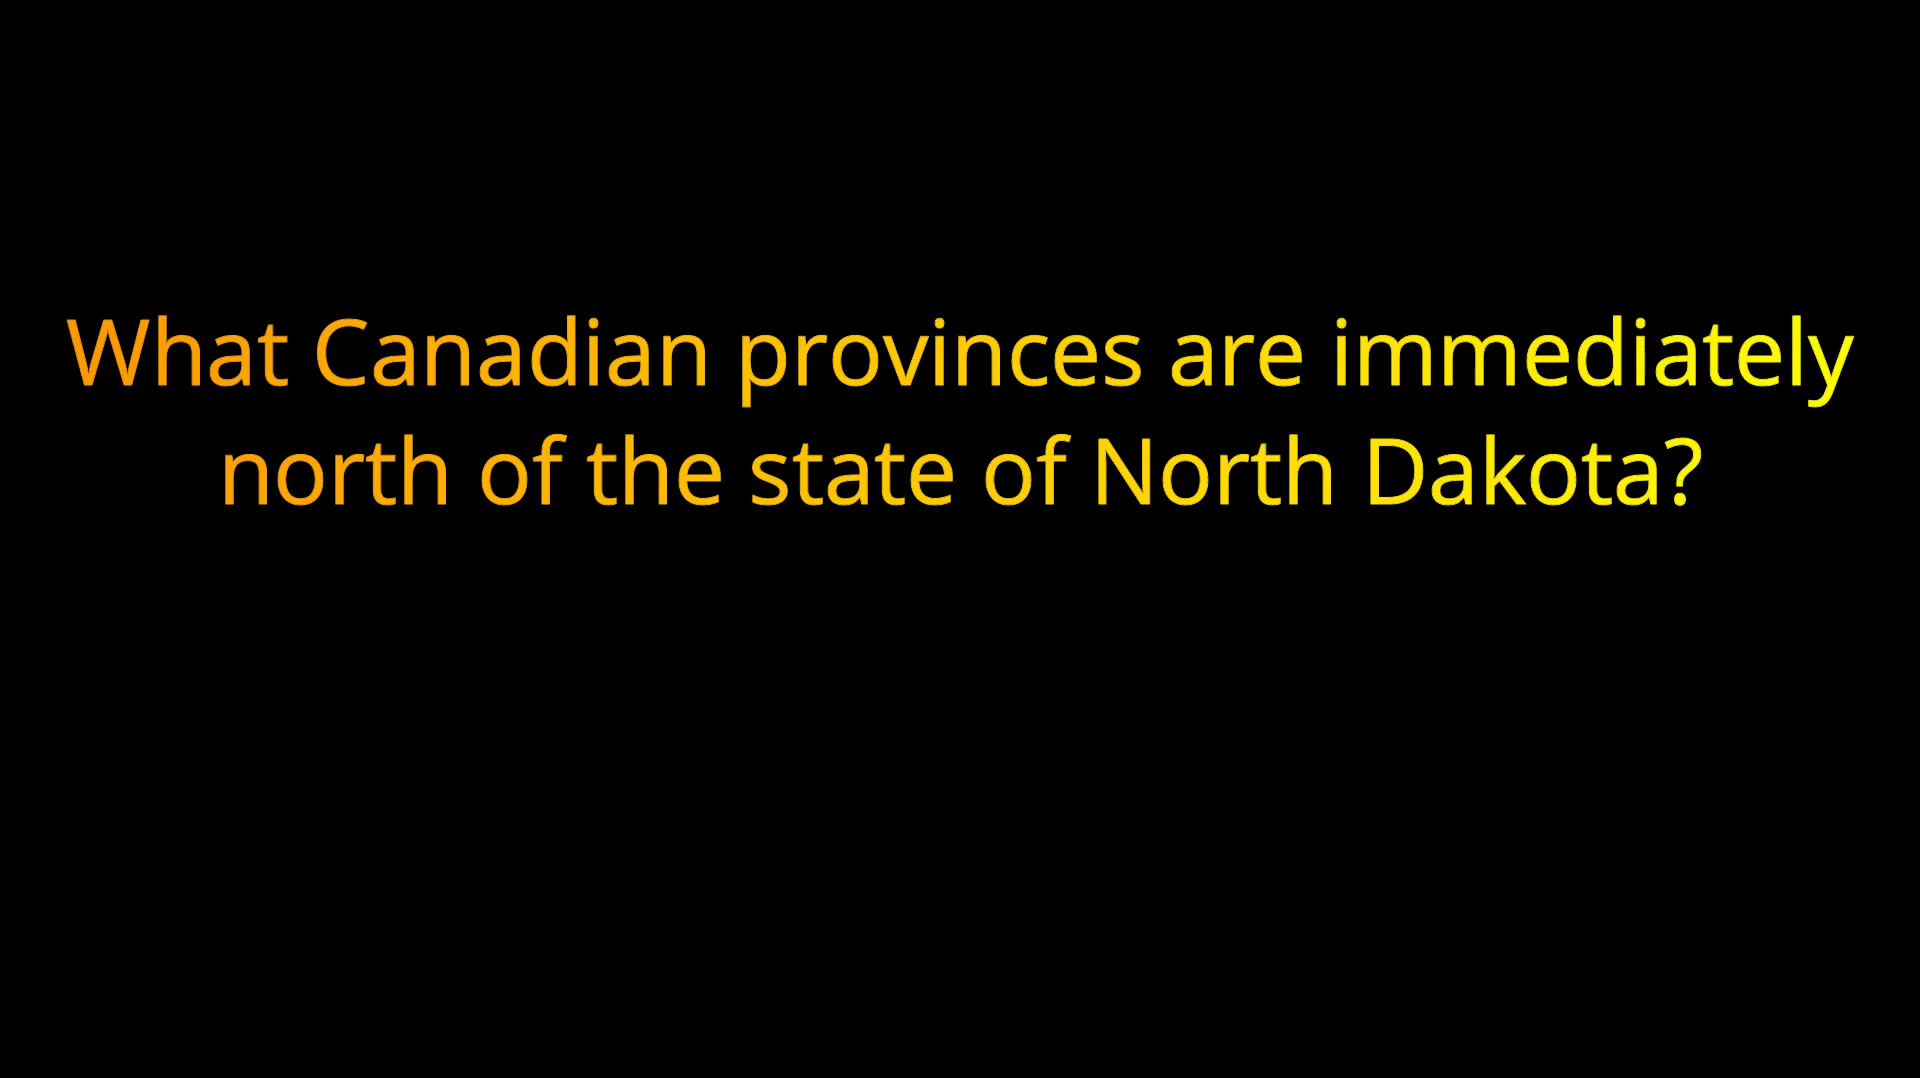 What Canadian provinces are immediately
north of the state of North Dakota?